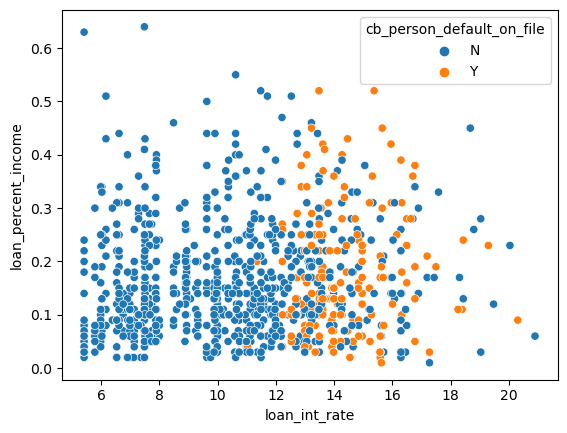 cb_person_default_on_file
N
Y
loan_percent_income
0.6
0.5
0.4
0.3
0.2
0.1
0.0
6 8 10 12 14 16 18 20
loan_int_rate